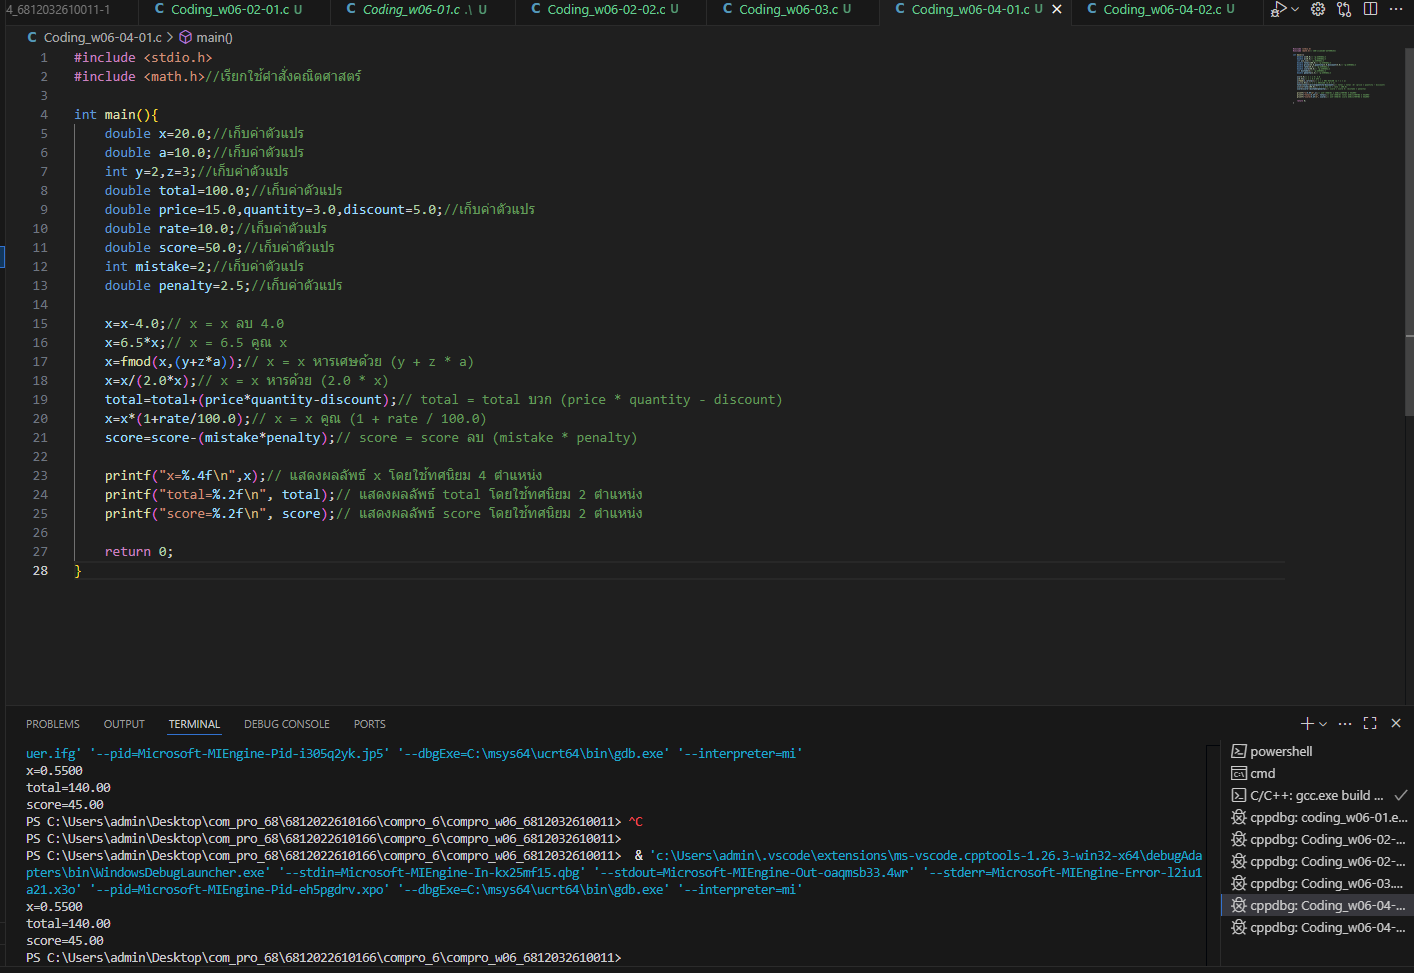 4_6812032610011-1
C Coding_w06-02-01.c U
C Coding_w06-01.c .\ U
C Coding_w06-02-02.c U
C Coding_w06-03.c U
C Coding_w06-04-01.c U
C Coding_w06-04-02.c U
C Coding_w06-04-01.c > main()
1 #include <stdio.h>
2 #include <math.h>//เรียกใช้คำสั่งคณิตศาสตร์
3
4 int main(){
5 double x=20.0;//เก็บค่าตัวแปร
6 double a=10.0;//เก็บค่าตัวแปร
7 int y=2,z=3;//เก็บค่าตัวแปร
8 double total=100.0;//เก็บค่าตัวแปร
9 double price=15.0,quantity=3.0,discount=5.0;//เก็บค่าตัวแปร
10 double rate=10.0;//เก็บค่าตัวแปร
11 double score=50.0;//เก็บค่าตัวแปร
12 int mistake=2;//เก็บค่าตัวแปร
13 double penalty=2.5;//เก็บค่าตัวแปร
14
15 x=x-4.0;// x = x ลบ 4.0
16 x=6.5*x;// x = 6.5 คูณ x
17 x=fmod(x,(y+z*a));// x = x หารเศษด้วย (y + z * a)
18 x=x/(2.0*x);// x = x หารด้วย (2.0 * x)
19 total=total+(price*quantity-discount);// total = total บวก (price * quantity - discount)
20 x=x*(1+rate/100.0);// x = x คูณ (1 + rate / 100.0)
21 score=score-(mistake*penalty);// score = score ลบ (mistake * penalty)
22
23 printf("x=%.4f\n",x);// แสดงผลลัพธ์ x โดยใช้ทศนิยม 4 ตำแหน่ง
24 printf("total=%.2f\n", total);// แสดงผลลัพธ์ total โดยใช้ทศนิยม 2 ตำแหน่ง
25 printf("score=%.2f\n", score);// แสดงผลลัพธ์ score โดยใช้ทศนิยม 2 ตำแหน่ง
26
27 return 0;
28 }
PROBLEMS OUTPUT TERMINAL DEBUG CONSOLE PORTS
uer.ifg' '--pid=Microsoft-MIEngine-Pid-i305q2yk.jp5' '--dbgExe=C:\msys64\ucrt64\bin\gdb.exe' '--interpreter=mi'
x=0.5500
total=140.00
score=45.00
PS C:\Users\admin\Desktop\com_pro_68\6812022610166\compro_6\compro_w06_6812032610011> ^C
PS C:\Users\admin\Desktop\com_pro_68\6812022610166\compro_6\compro_w06_6812032610011>
PS C:\Users\admin\Desktop\com_pro_68\6812022610166\compro_6\compro_w06_6812032610011> & 'c:\Users\admin\.vscode\extensions\ms-vscode.cpptools-1.26.3-win32-x64\debugAda
pters\bin\WindowsDebugLauncher.exe' '--stdin=Microsoft-MIEngine-In-kx25mf15.qbg' '--stdout=Microsoft-MIEngine-Out-oaqmsb33.4wr' '--stderr=Microsoft-MIEngine-Error-l2iu1
a21.x3o' '--pid=Microsoft-MIEngine-Pid-eh5pgdrv.xpo' '--dbgExe=C:\msys64\ucrt64\bin\gdb.exe' '--interpreter=mi'
x=0.5500
total=140.00
score=45.00
PS C:\Users\admin\Desktop\com_pro_68\6812022610166\compro_6\compro_w06_6812032610011>
powershell
cmd
C/C++: gcc.exe build ...
cppdbg: coding_w06-01.e...
cppdbg: Coding_w06-02-...
cppdbg: Coding_w06-02-...
cppdbg: Coding_w06-03....
cppdbg: Coding_w06-04-...
cppdbg: Coding_w06-04-...